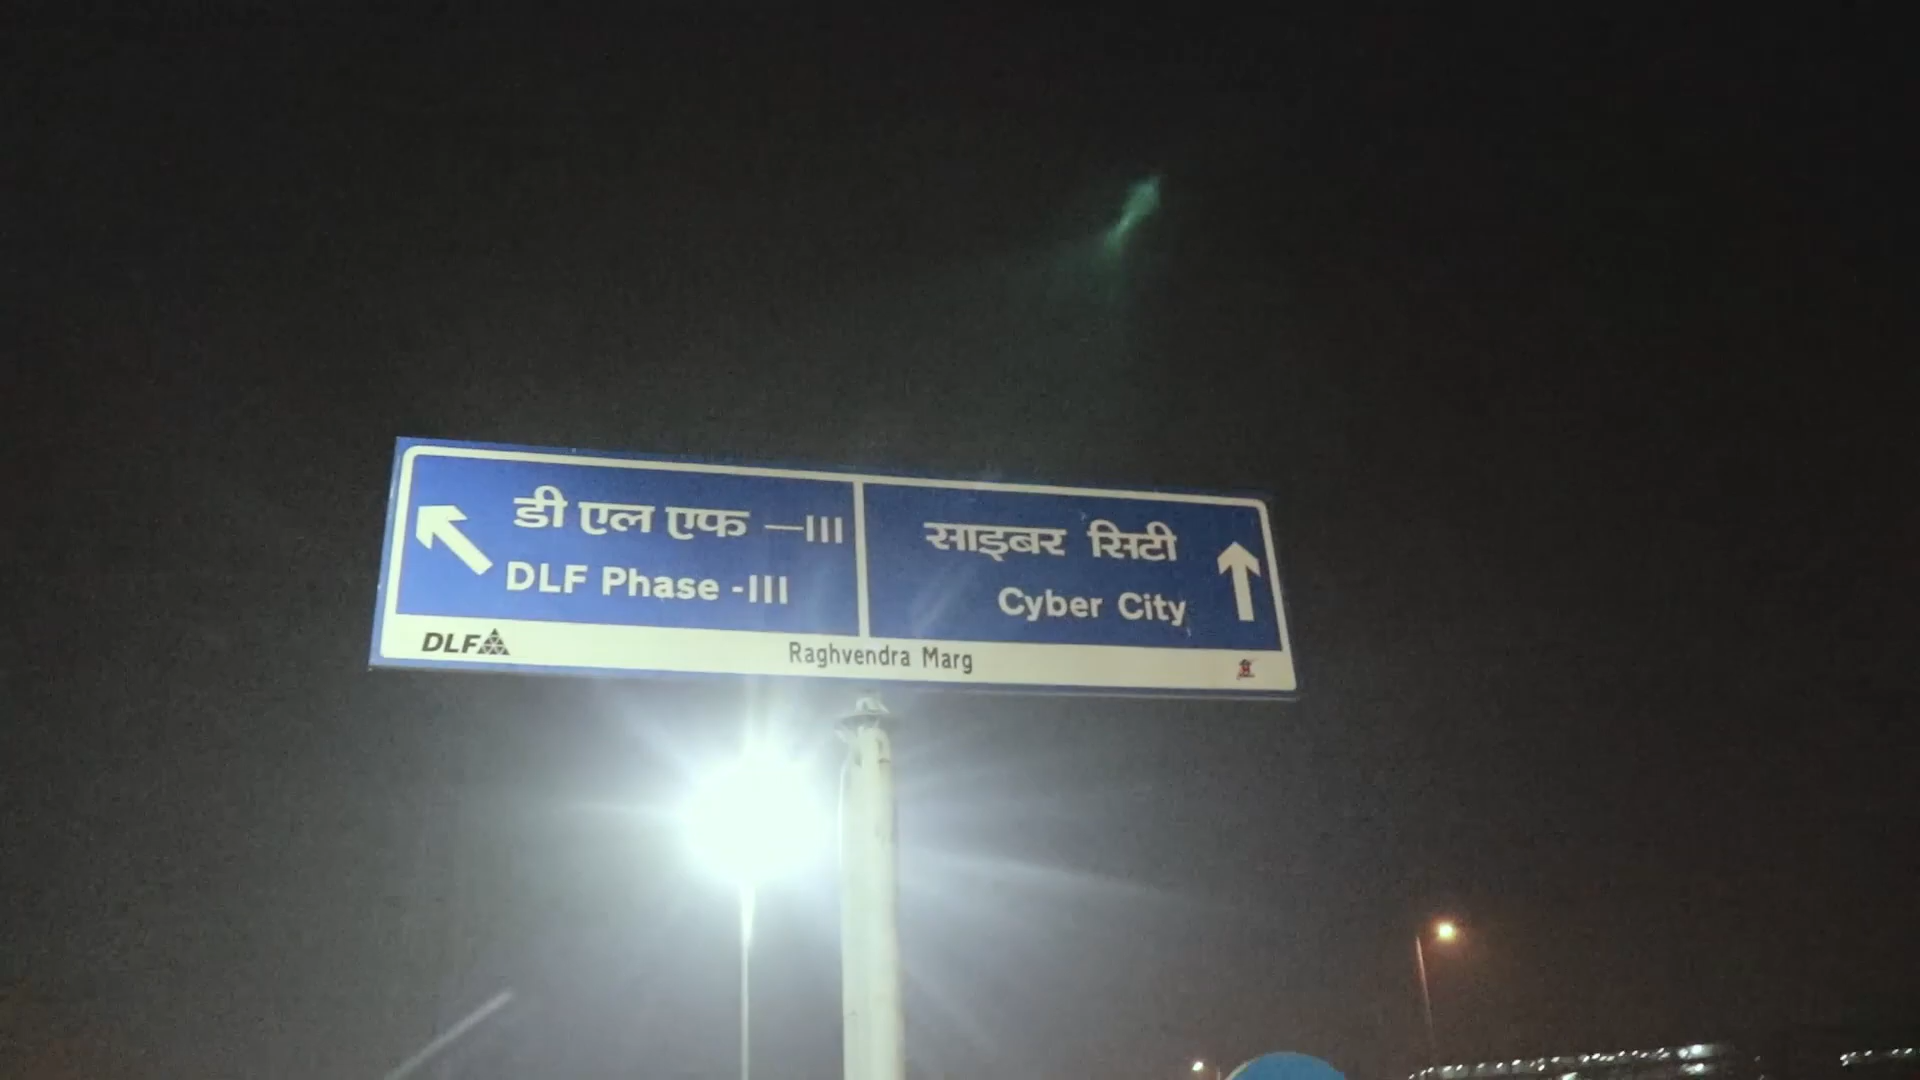 डी एल एफ —III
DLF Phase -III
साइबर सिटी
Cyber City
DLF
Raghvendra Marg